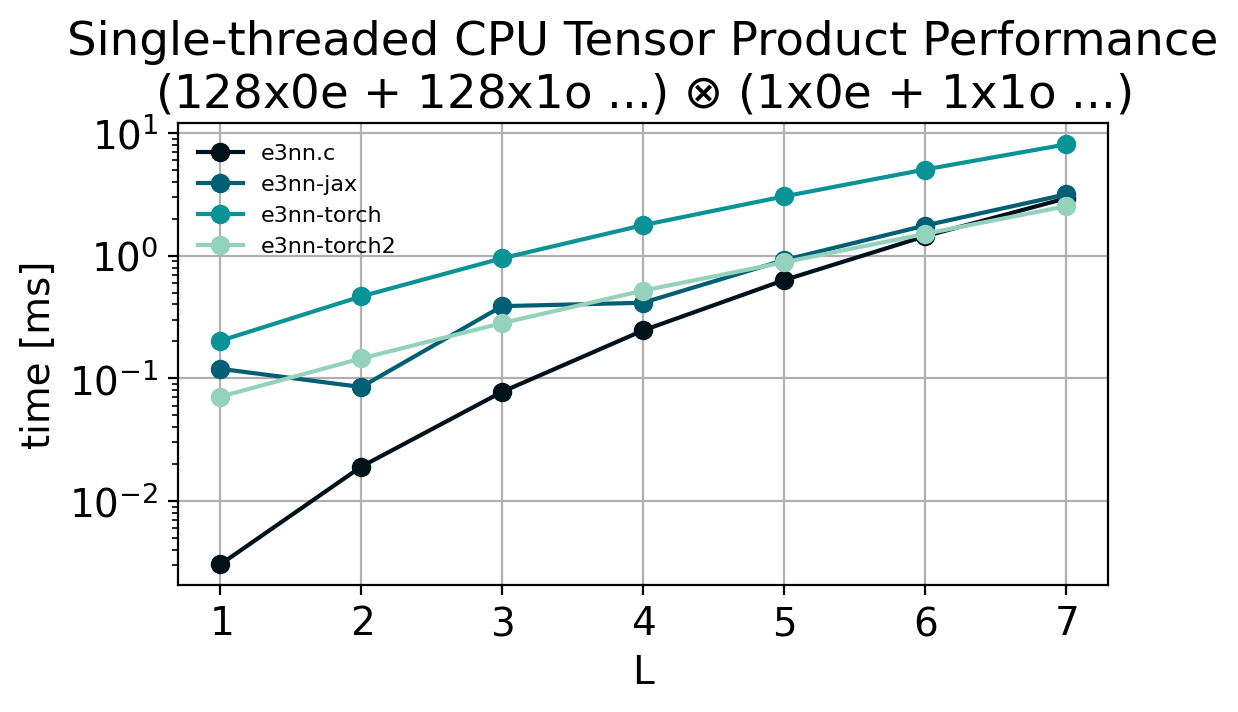 Single-threaded CPU Tensor Product Performance
(128x0e + 128x1o ...) ⊗ (1x0e + 1x1o ...)
10¹
10⁰
10⁻¹
10⁻²
time [ms]
e3nn.c
e3nn-jax
e3nn-torch
e3nn-torch2
1 2 3 4 5 6 7
L